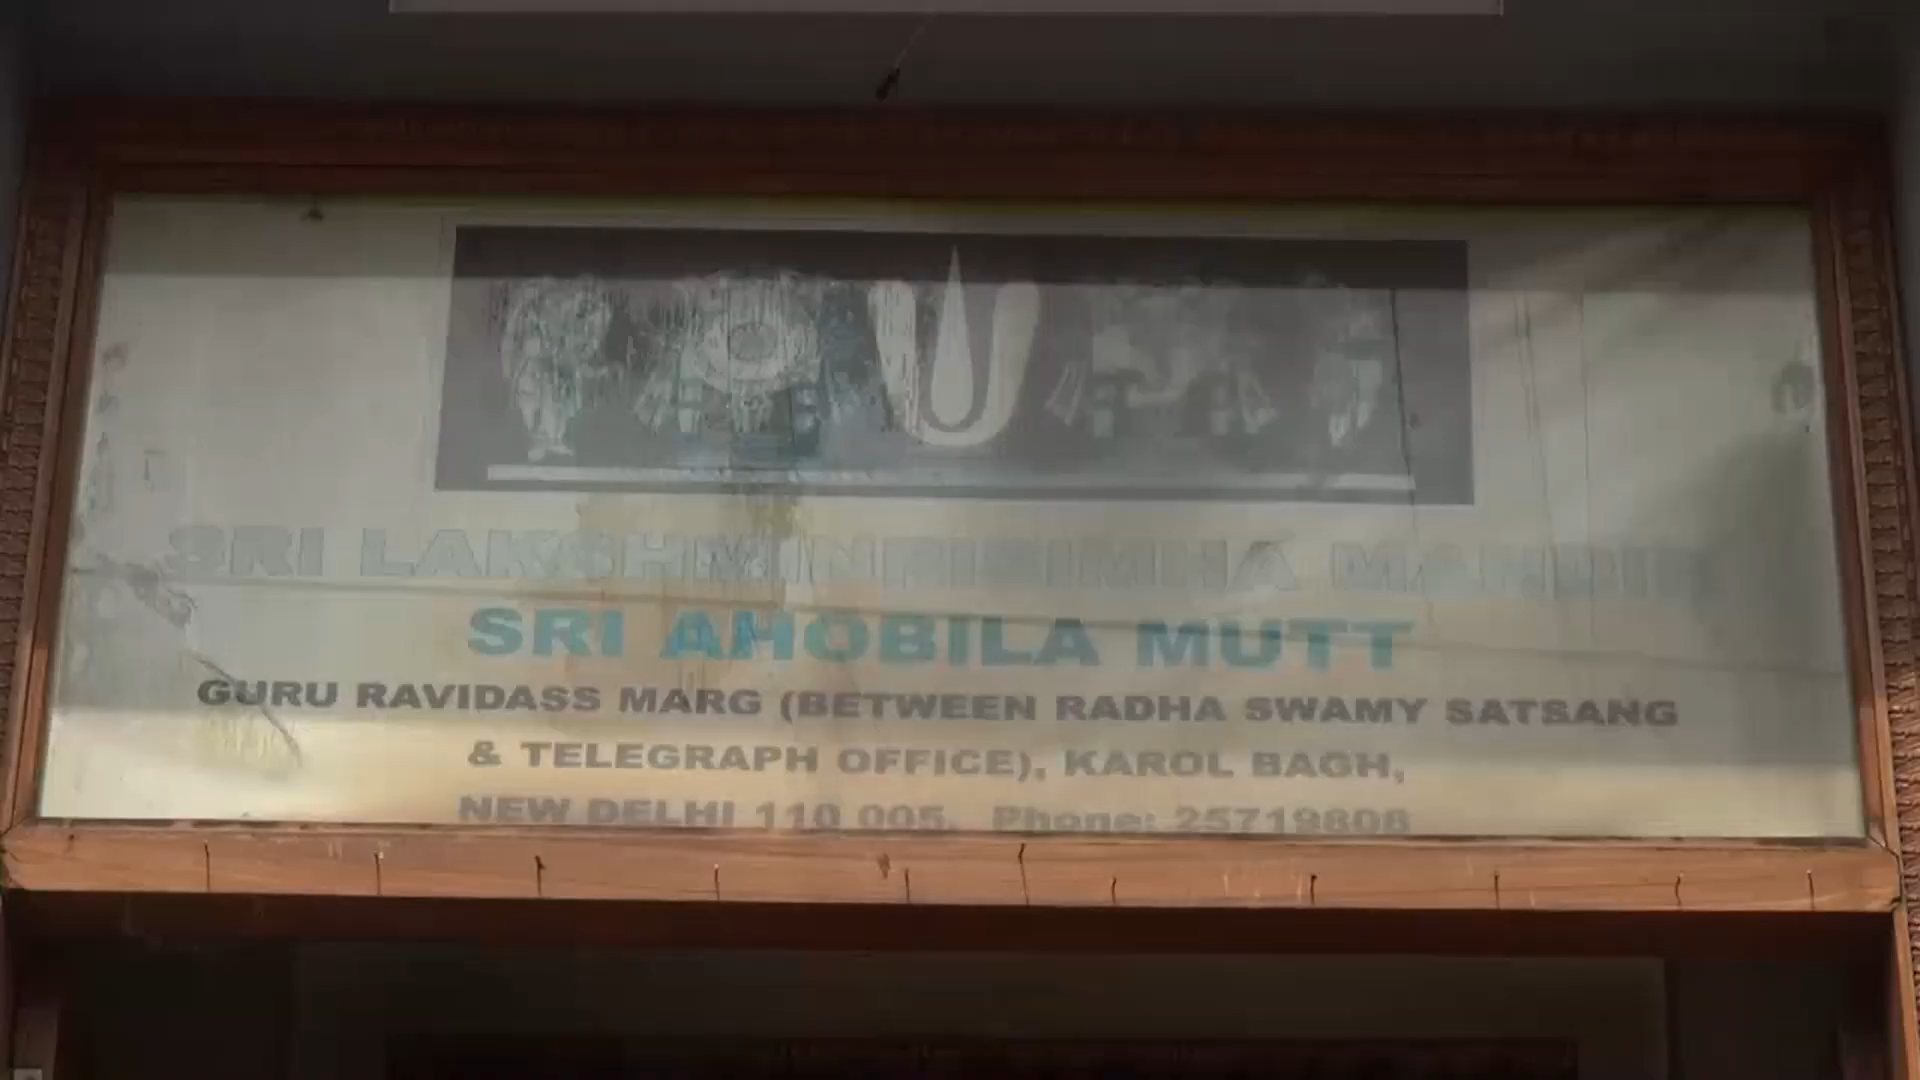 SRI LAKSHMINRISIMHA MANDIR
SRI AHOBILA MUTT
GURU RAVIDASS MARG (BETWEEN RADHA SWAMY SATSANG
& TELEGRAPH OFFICE), KAROL BAGH,
NEW DELHI 110 005. Phone: 25719808